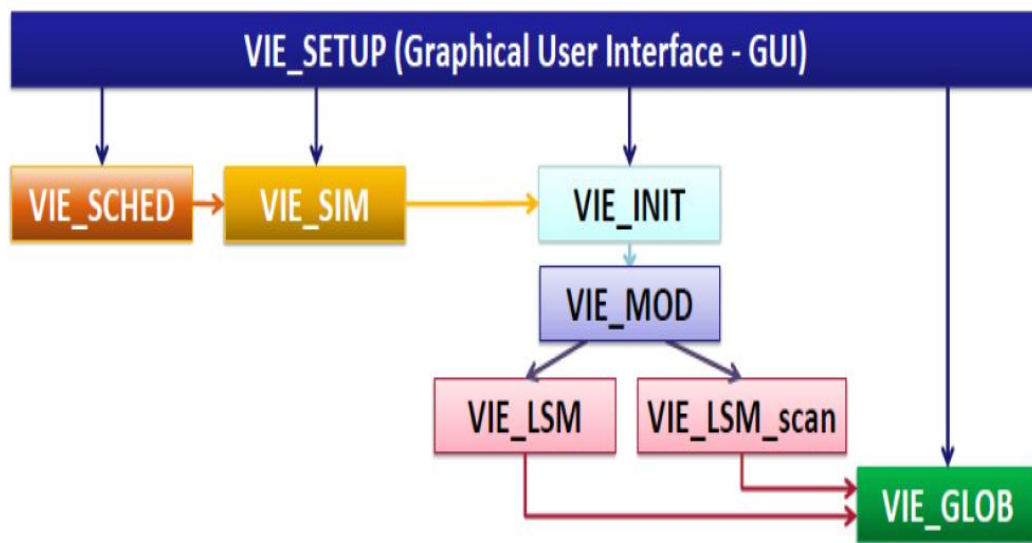 VIE_SETUP (Graphical User Interface - GUI)
VIE_SCHED
VIE_SIM
VIE_INIT
VIE_MOD
VIE_LSM
VIE_LSM_scan
VIE_GLOB